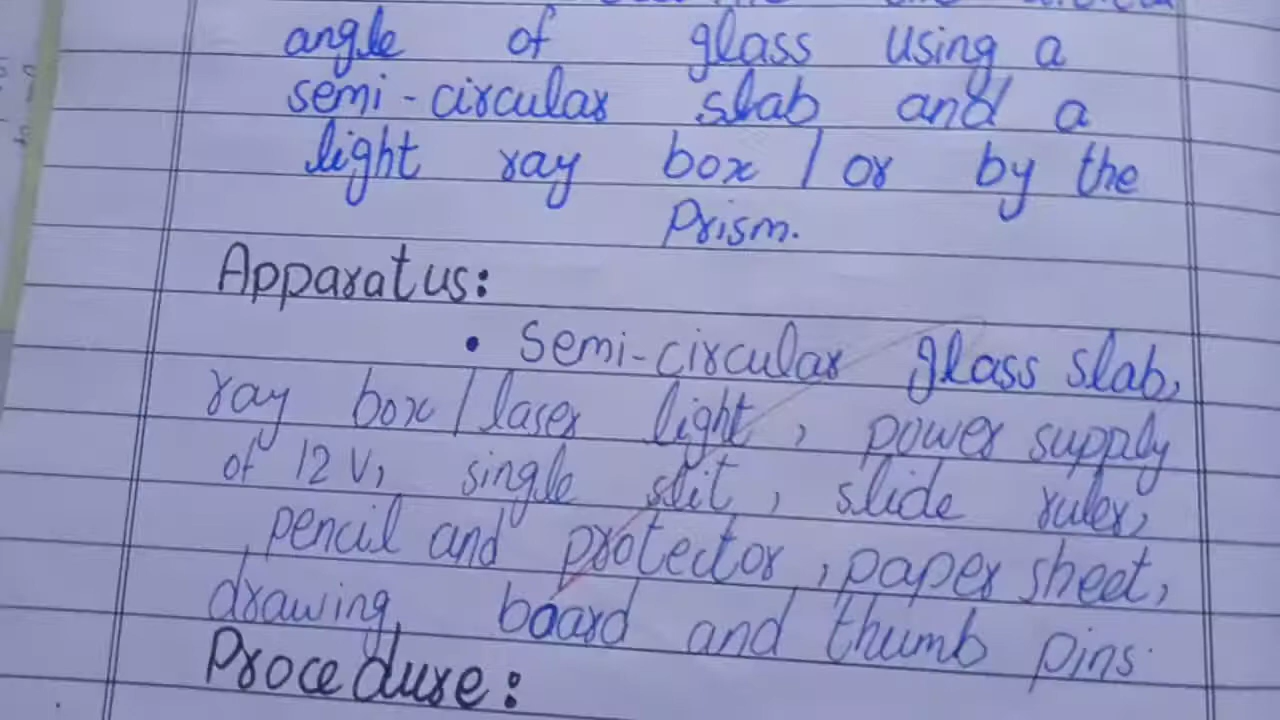 angle of glass using a
semi-circular slab and a
light ray box / or by the
Prism.
Apparatus:
• Semi-circular glass slab,
ray box / laser light, power supply
of 12 V, single slit, slide ruler,
pencil and protector, paper sheet,
drawing board and thumb pins.
Procedure: